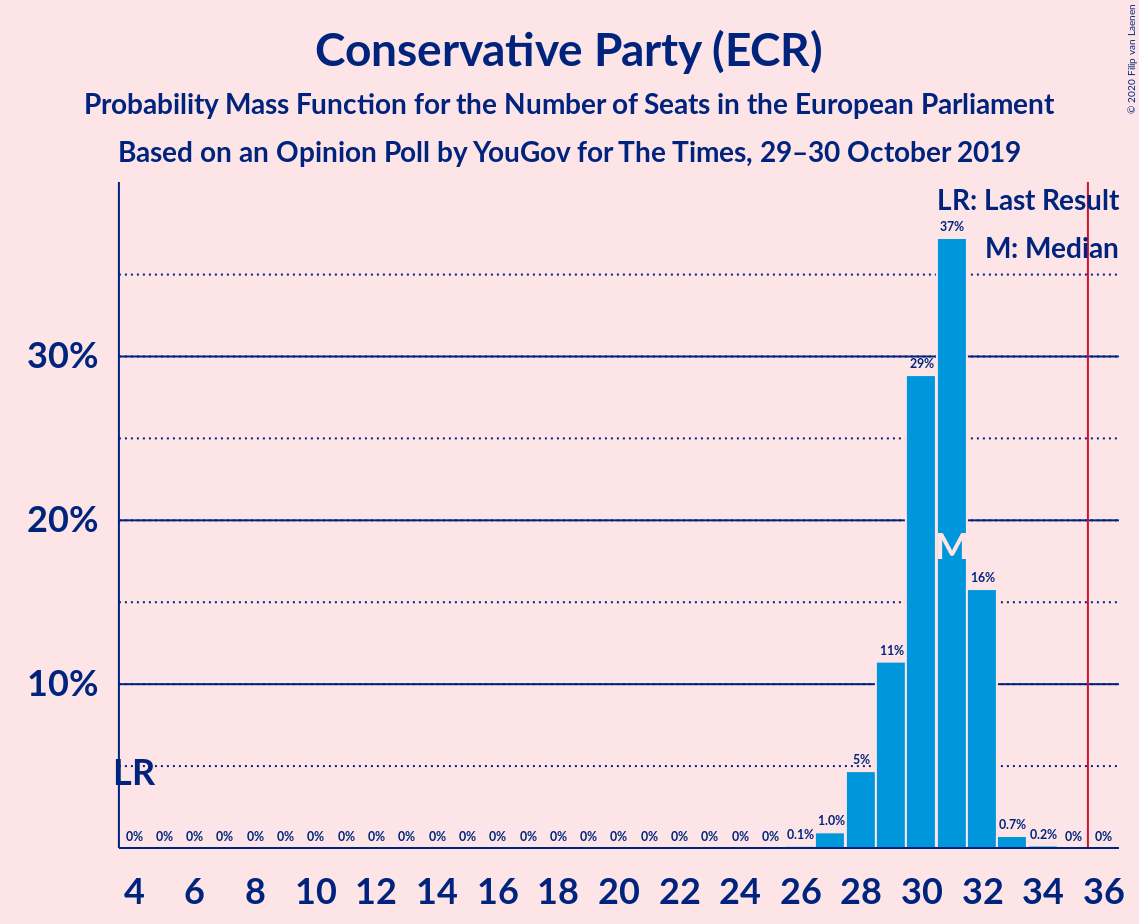 Conservative Party (ECR)
Probability Mass Function for the Number of Seats in the European Parliament
Based on an Opinion Poll by YouGov for The Times, 29–30 October 2019
© 2020 Filip van Laenen
LR: Last Result
M: Median
30%
20%
10%
LR
M
0% 0% 0% 0% 0% 0% 0% 0% 0% 0% 0% 0% 0% 0% 0% 0% 0% 0% 0% 0% 0% 0% 0.1% 1.0% 5% 11% 29% 37% 16% 0.7% 0.2% 0% 0%
4 6 8 10 12 14 16 18 20 22 24 26 28 30 32 34 36